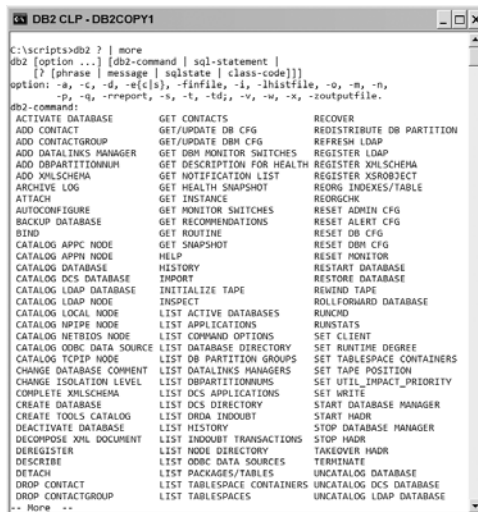 DB2 CLP - DB2COPY1
C:\scripts>db2 ? | more
db2 [option ...] [db2-command | sql-statement |
    [? [phrase | message | sqlstate | class-code]]]
option: -a, -c, -d, -e{c|s}, -finfile, -i, -lhistfile, -o, -m, -n,
        -p, -q, -rreport, -s, -t, -td;, -v, -w, -x, -zoutputfile.
db2-command:
ACTIVATE DATABASE GET CONTACTS RECOVER
ADD CONTACT GET/UPDATE DB CFG REDISTRIBUTE DB PARTITION
ADD CONTACTGROUP GET/UPDATE DBM CFG REFRESH LDAP
ADD DATALINKS MANAGER GET DBM MONITOR SWITCHES REGISTER LDAP
ADD DBPARTITIONNUM GET DESCRIPTION FOR HEALTH REGISTER XMLSCHEMA
ADD XMLSCHEMA GET NOTIFICATION LIST REGISTER XSROBJECT
ARCHIVE LOG GET HEALTH SNAPSHOT REORG INDEXES/TABLE
ATTACH GET INSTANCE REORGCHK
AUTOCONFIGURE GET MONITOR SWITCHES RESET ADMIN CFG
BACKUP DATABASE GET RECOMMENDATIONS RESET ALERT CFG
BIND GET ROUTINE RESET DB CFG
CATALOG APPC NODE GET SNAPSHOT RESET DBM CFG
CATALOG APPN NODE HELP RESET MONITOR
CATALOG DATABASE HISTORY RESTART DATABASE
CATALOG DCS DATABASE IMPORT RESTORE DATABASE
CATALOG LDAP DATABASE INITIALIZE TAPE REWIND TAPE
CATALOG LDAP NODE INSPECT ROLLFORWARD DATABASE
CATALOG LOCAL NODE LIST ACTIVE DATABASES RUNCMD
CATALOG NPIPE NODE LIST APPLICATIONS RUNSTATS
CATALOG NETBIOS NODE LIST COMMAND OPTIONS SET CLIENT
CATALOG ODBC DATA SOURCE LIST DATABASE DIRECTORY SET RUNTIME DEGREE
CATALOG TCPIP NODE LIST DB PARTITION GROUPS SET TABLESPACE CONTAINERS
CHANGE DATABASE COMMENT LIST DATALINKS MANAGERS SET TAPE POSITION
CHANGE ISOLATION LEVEL LIST DBPARTITIONNUMS SET UTIL_IMPACT_PRIORITY
COMPLETE XMLSCHEMA LIST DCS APPLICATIONS SET WRITE
CREATE DATABASE LIST DCS DIRECTORY START DATABASE MANAGER
CREATE TOOLS CATALOG LIST DRDA INDOUBT START HADR
DEACTIVATE DATABASE LIST HISTORY STOP DATABASE MANAGER
DECOMPOSE XML DOCUMENT LIST INDOUBT TRANSACTIONS STOP HADR
DEREGISTER LIST NODE DIRECTORY TAKEOVER HADR
DESCRIBE LIST ODBC DATA SOURCES TERMINATE
DETACH LIST PACKAGES/TABLES UNCATALOG DATABASE
DROP CONTACT LIST TABLESPACE CONTAINERS UNCATALOG DCS DATABASE
DROP CONTACTGROUP LIST TABLESPACES UNCATALOG LDAP DATABASE
-- More  --